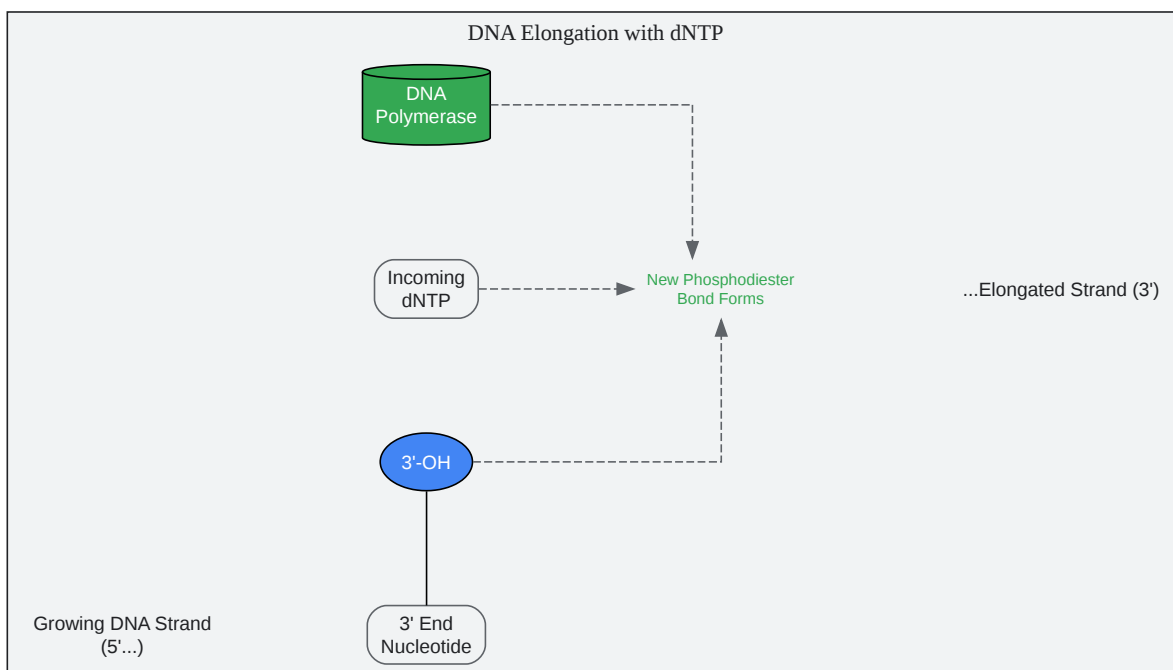 DNA Elongation with dNTP
DNA
Polymerase
Incoming
dNTP
New Phosphodiester
Bond Forms
...Elongated Strand (3')
3'-OH
Growing DNA Strand
(5'...)
3' End
Nucleotide